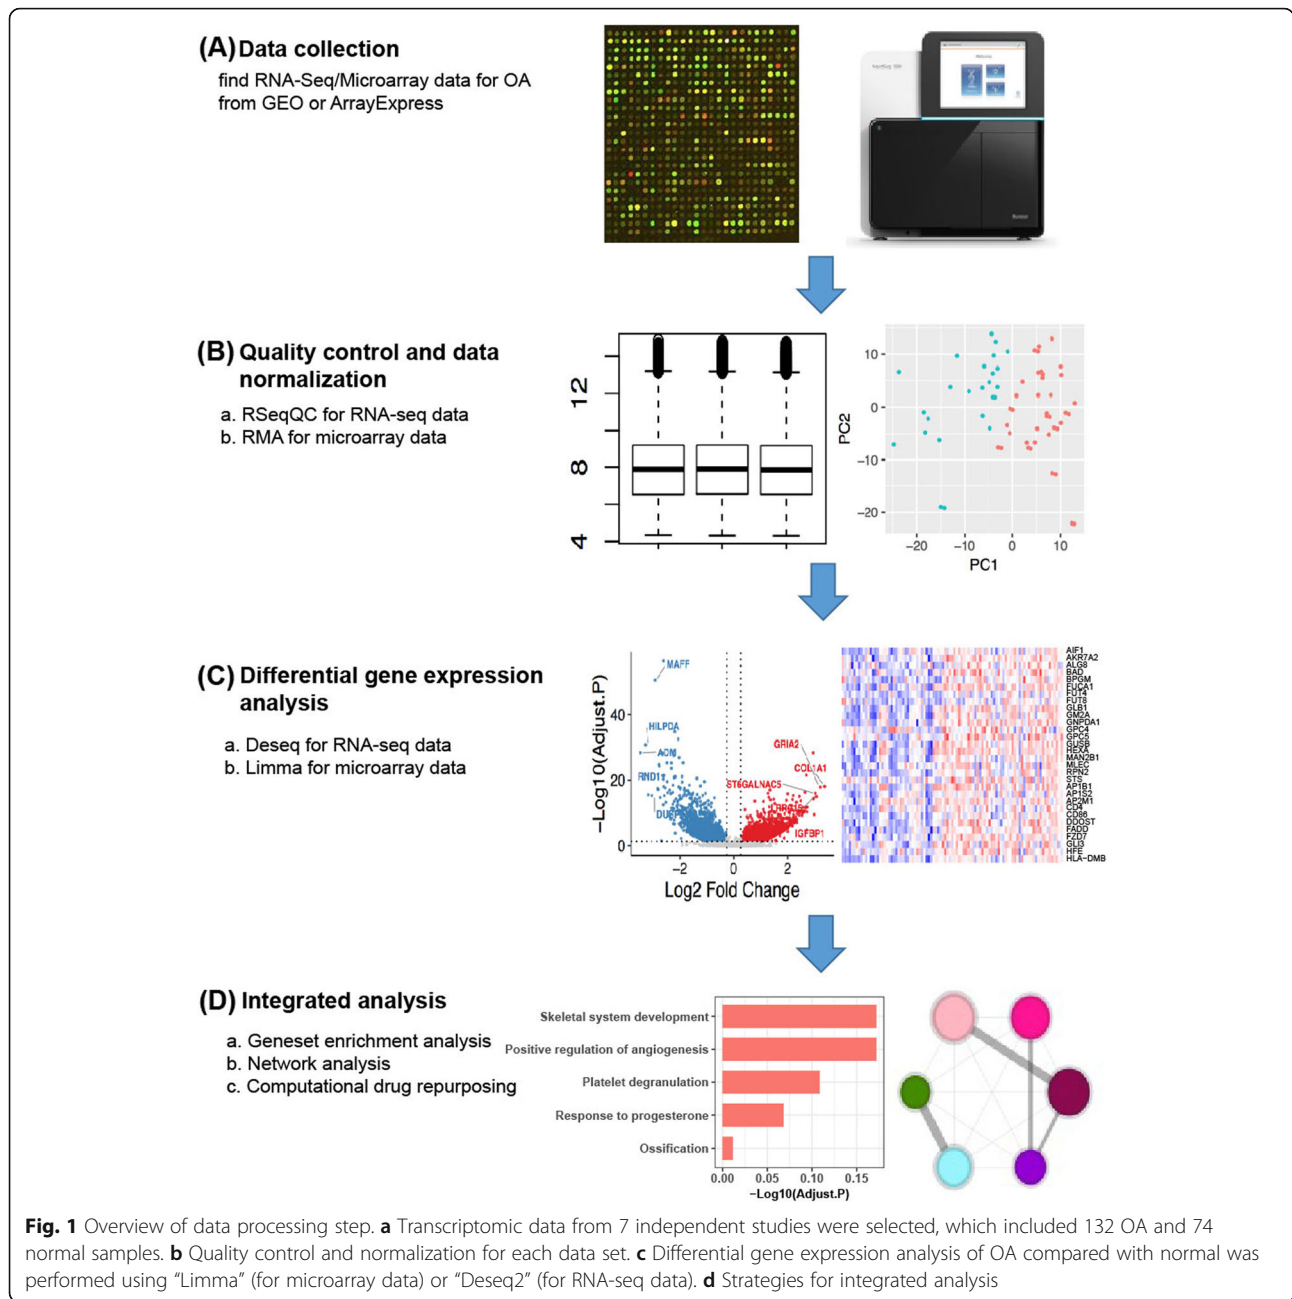 (A) Data collection
find RNA-Seq/Microarray data for OA
from GEO or ArrayExpress
(B) Quality control and data
normalization
a. RSeqQC for RNA-seq data
b. RMA for microarray data
12
8
4
PC2
10
0
−10
−20
−20 −10 0 10
PC1
(C) Differential gene expression
analysis
a. Deseq for RNA-seq data
b. Limma for microarray data
−Log10(Adjust.P)
40
20
0
MAFF
HILPDA
ADM
RND1
GRIA2
COL1A1
ST6GALNAC5
IGFBP1
−2 0 2
Log2 Fold Change
AIF1
AKR7A2
ALG8
BAD
BPGM
FUCA1
FUT4
FUT8
GLB1
GM2A
GNPDA1
GPC4
GPC5
GUSB
HEXA
MAN2B1
MLEC
RPN2
STS
AP1B1
AP1S2
AP2M1
CD4
CD86
DDOST
FADD
FZD7
GLI3
HFE
HLA−DMB
(D) Integrated analysis
a. Geneset enrichment analysis
b. Network analysis
c. Computational drug repurposing
Skeletal system development
Positive regulation of angiogenesis
Platelet degranulation
Response to progesterone
Ossification
0.00 0.05 0.10 0.15
−Log10(Adjust.P)
Fig. 1 Overview of data processing step. a Transcriptomic data from 7 independent studies were selected, which included 132 OA and 74
normal samples. b Quality control and normalization for each data set. c Differential gene expression analysis of OA compared with normal was
performed using “Limma” (for microarray data) or “Deseq2” (for RNA-seq data). d Strategies for integrated analysis